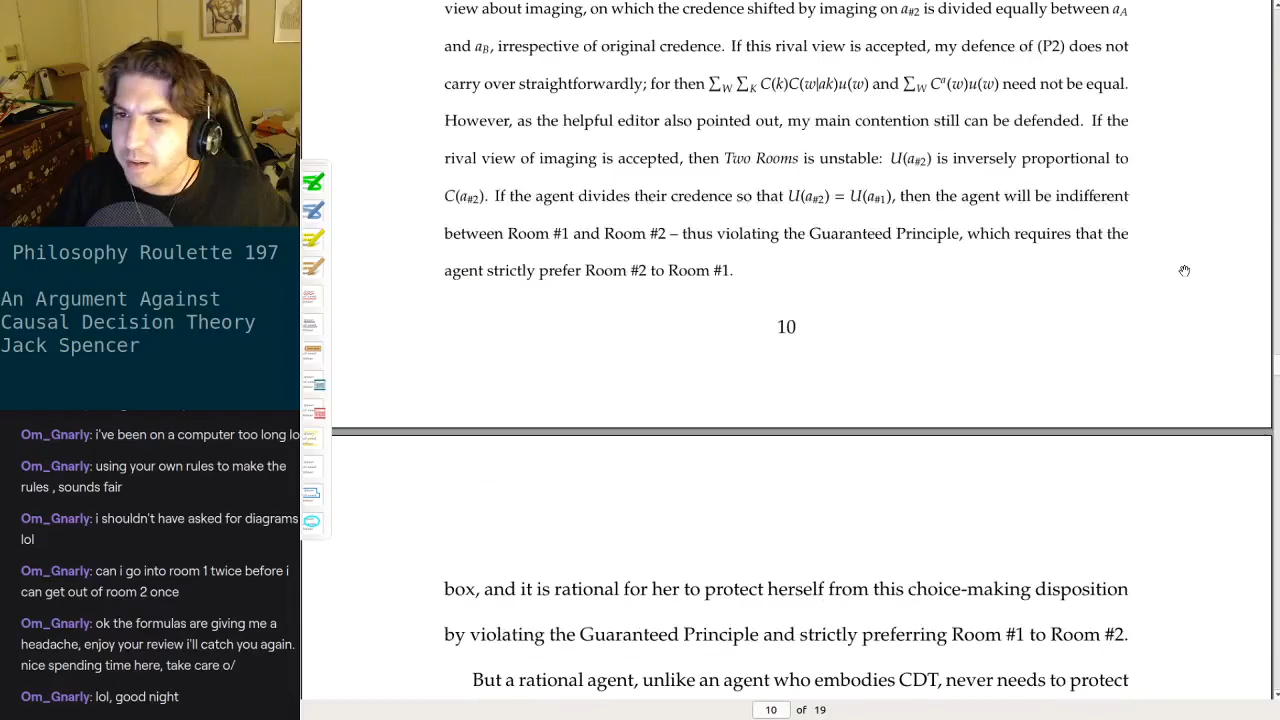 view about imaging, on which the credence shifted by imaging on a#2 is divided equally between aA
and aB, irrespective of original credence. If this rival view is accepted, my defence of (P2) does not
carry over straightforwardly; for then ∑W ∑K C(k)C(w|ak)u(w) and ∑W Ca(w)u(w) need not be equal.
However, as the helpful editor also pointed out, my main contention still can be defended. If the
rival view of imaging is accepted, then Two Rooms is unstable: U(a#2) is inversely proportional to
C(a#2). If the agent divides their credence so that U(a#2) = U(a#1), then the agent will be indifferent
between Room #1 and Room #2 – thus violating the Guaranteed Principle, which requires that the
agent strictly prefer Room #2 to Room #1.
10
box, and it is rational for her to protect herself from this choice-making disposition
by violating the Guaranteed Principle and strictly preferring Room #1 to Room #2.
But a rational agent, unlike an agent who embodies CDT, never needs to protect
10 of 19
Philosophy Roulette 197
An Argument Against
Causal Decision Theory
Jack Spencer
Om_Gnarly: i've been on a computer too long lo
Om_Gnarly: using your own rules to make the
rules, sounds fair
Om_Gnarly: i shouldn't have asked for diagrams
lol
Om_Gnarly: can i go into room 1 twice before i
can get out of room 2 once
Om_Gnarly: ok the formulas are giving me a
headache, enjoy your review i'll catch you again.
nice spending time here, take care o/
Om_Gnarly: lol, good night